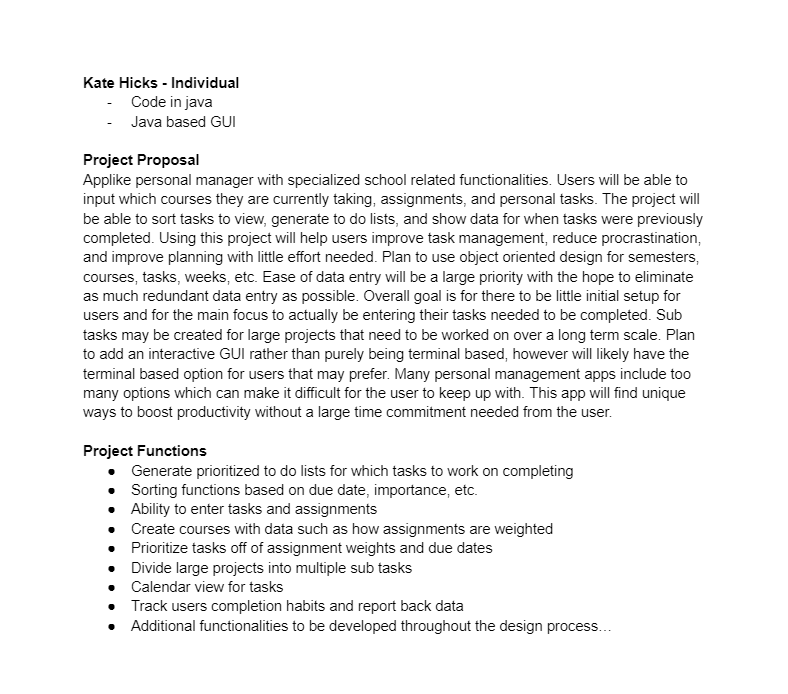 Kate Hicks - Individual
- Code in java
- Java based GUI
Project Proposal
Applike personal manager with specialized school related functionalities. Users will be able to
input which courses they are currently taking, assignments, and personal tasks. The project will
be able to sort tasks to view, generate to do lists, and show data for when tasks were previously
completed. Using this project will help users improve task management, reduce procrastination,
and improve planning with little effort needed. Plan to use object oriented design for semesters,
courses, tasks, weeks, etc. Ease of data entry will be a large priority with the hope to eliminate
as much redundant data entry as possible. Overall goal is for there to be little initial setup for
users and for the main focus to actually be entering their tasks needed to be completed. Sub
tasks may be created for large projects that need to be worked on over a long term scale. Plan
to add an interactive GUI rather than purely being terminal based, however will likely have the
terminal based option for users that may prefer. Many personal management apps include too
many options which can make it difficult for the user to keep up with. This app will find unique
ways to boost productivity without a large time commitment needed from the user.
Project Functions
● Generate prioritized to do lists for which tasks to work on completing
● Sorting functions based on due date, importance, etc.
● Ability to enter tasks and assignments
● Create courses with data such as how assignments are weighted
● Prioritize tasks off of assignment weights and due dates
● Divide large projects into multiple sub tasks
● Calendar view for tasks
● Track users completion habits and report back data
● Additional functionalities to be developed throughout the design process…